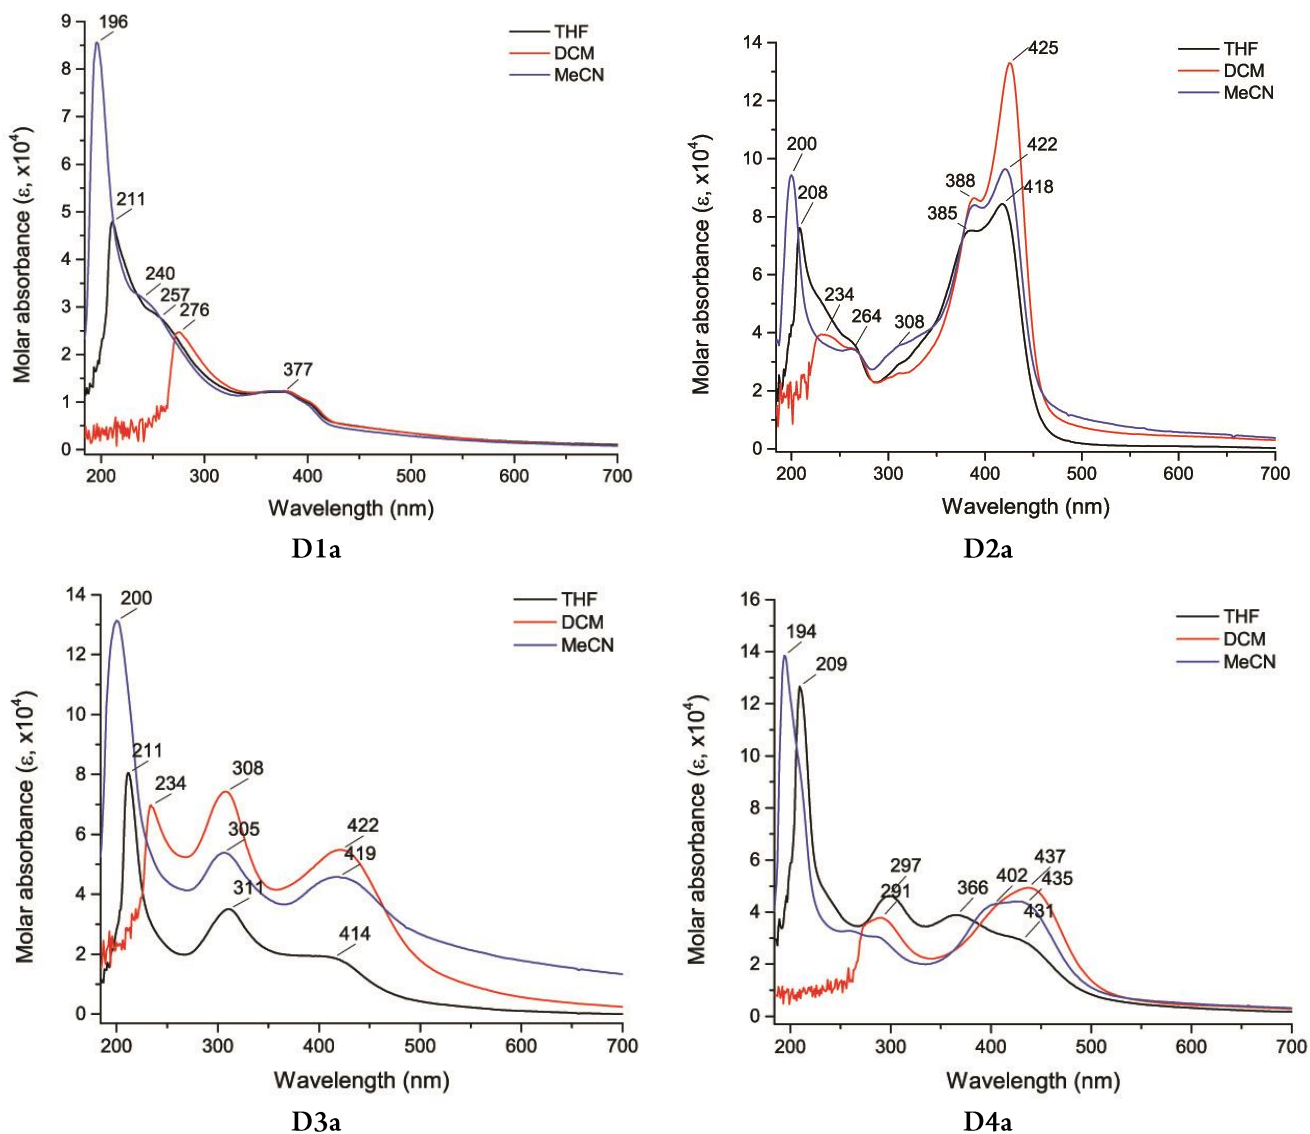 9
8
7
6
5
4
3
2
1
0
Molar absorbance (ε, x10⁴)
196
211
240
257
276
377
THF
DCM
MeCN
200 300 400 500 600 700
Wavelength (nm)
D1a
14
12
10
8
6
4
2
0
Molar absorbance (ε, x10⁴)
425
200
422
208
388
418
385
234
264
308
THF
DCM
MeCN
200 300 400 500 600 700
Wavelength (nm)
D2a
14
12
10
8
6
4
2
0
Molar absorbance (ε, x10⁴)
200
211
234
308
305
422
419
311
414
THF
DCM
MeCN
200 300 400 500 600 700
Wavelength (nm)
D3a
16
14
12
10
8
6
4
2
0
Molar absorbance (ε, x10⁴)
194
209
297
291
366
402
437
435
431
THF
DCM
MeCN
200 300 400 500 600 700
Wavelength (nm)
D4a